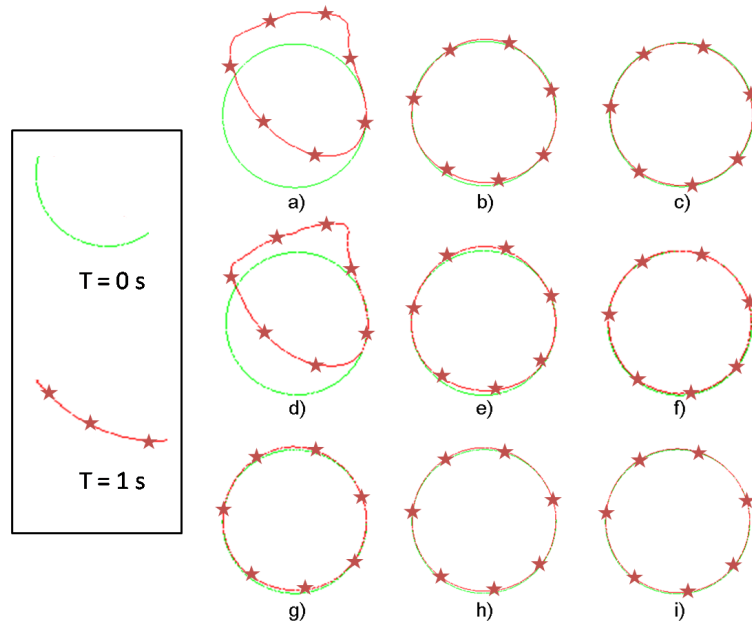 a)
b)
c)
T = 0 s
d)
e)
f)
T = 1 s
g)
h)
i)